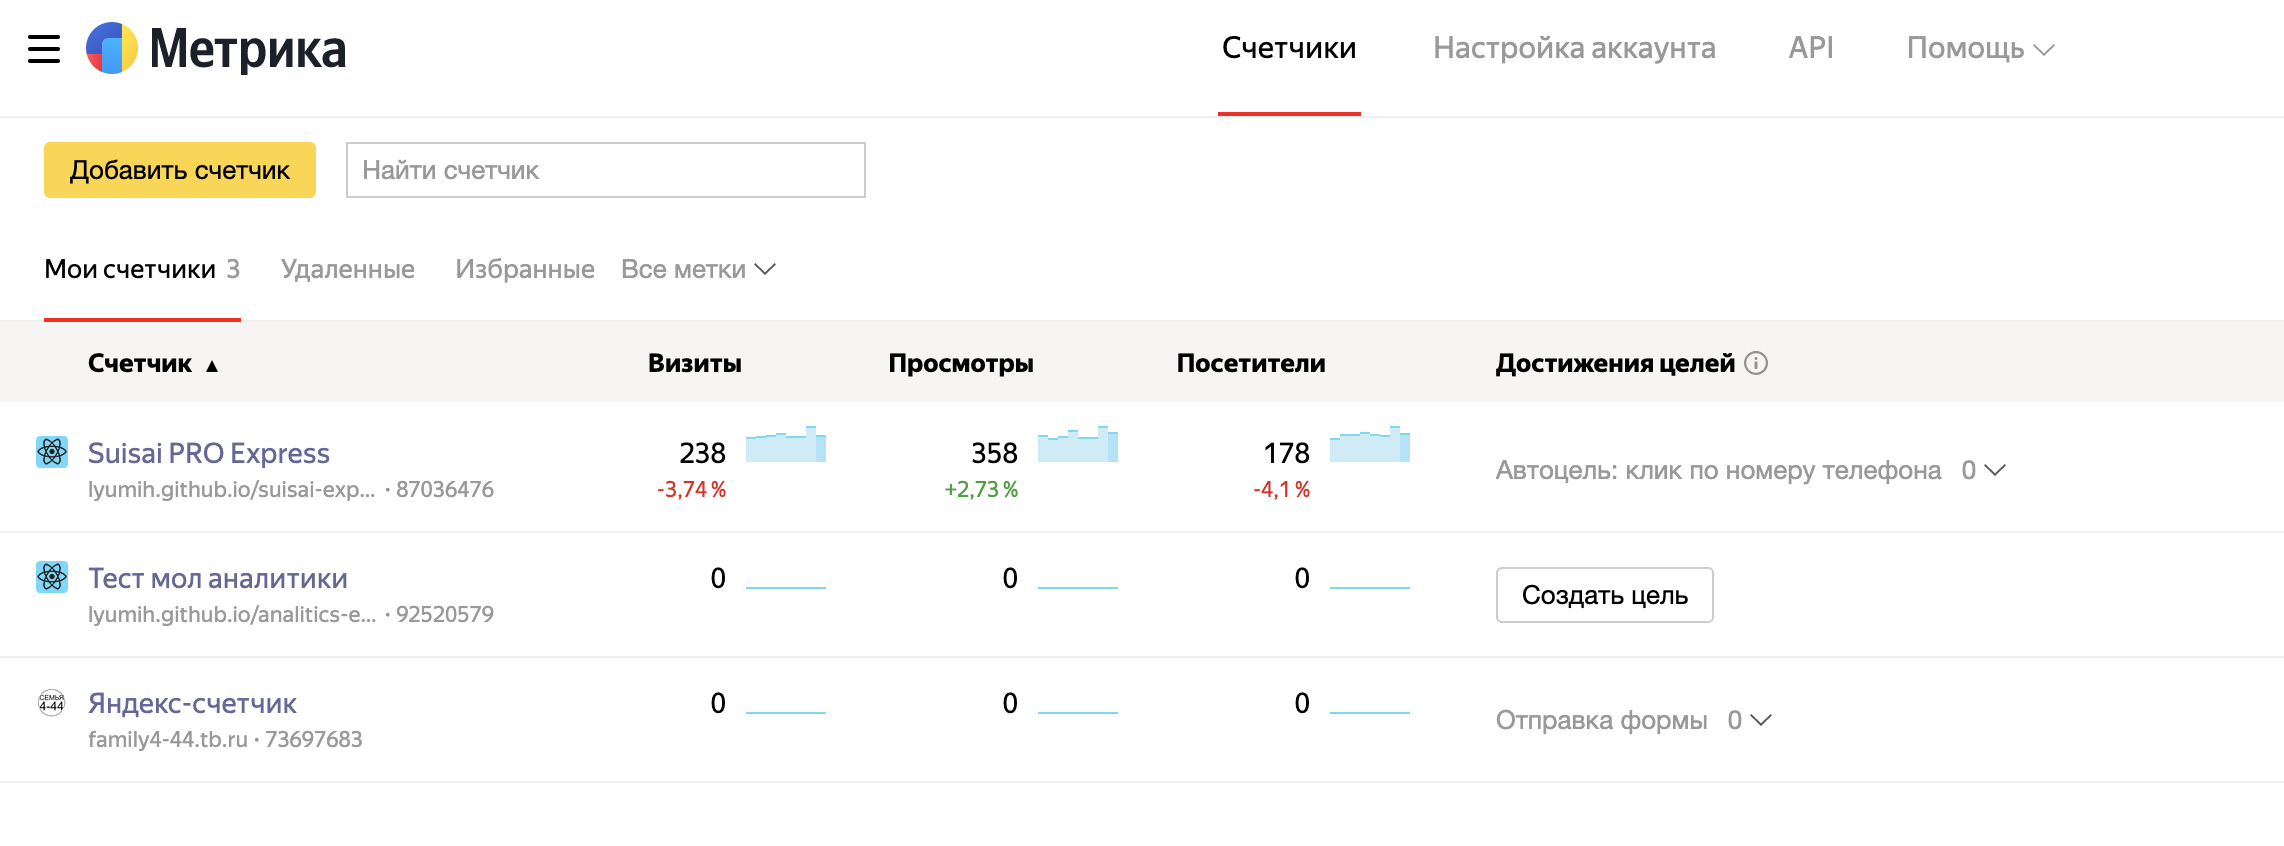 Метрика
Счетчики Настройка аккаунта API Помощь
Добавить счетчик Найти счетчик
Мои счетчики 3 Удаленные Избранные Все метки
Счетчик ▲ Визиты Просмотры Посетители Достижения целей
Suisai PRO Express 238 358 178
lyumih.github.io/suisai-exp... · 87036476 -3,74 % +2,73 % -4,1 %
Автоцель: клик по номеру телефона 0
Тест мол аналитики 0 0 0
lyumih.github.io/analitics-e... · 92520579
Создать цель
СЕМЬЯ
4-44
Яндекс-счетчик 0 0 0
family4-44.tb.ru · 73697683
Отправка формы 0